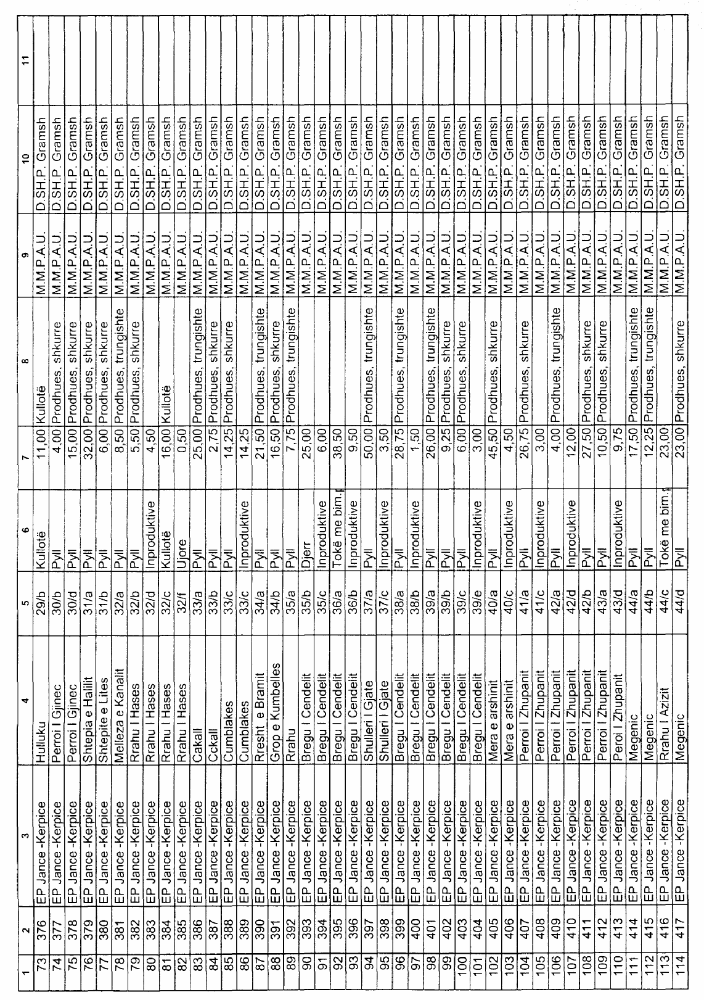 1 2 3 4 5 6 7 8 9 10 11
73 376 EP Jance -Kerpice Hulluku 29/b Kullotë 11,00 Kullotë M.M.P.A.U. D.SH.P. Gramsh
74 377 EP Jance -Kerpice Perroi I Gjinec 30/b Pyll 4,00 Prodhues, shkurre M.M.P.A.U. D.SH.P. Gramsh
75 378 EP Jance -Kerpice Perroi I Gjinec 30/d Pyll 15,00 Prodhues, shkurre M.M.P.A.U. D.SH.P. Gramsh
76 379 EP Jance -Kerpice Shtepia e Halilit 31/a Pyll 32,00 Prodhues, shkurre M.M.P.A.U. D.SH.P. Gramsh
77 380 EP Jance -Kerpice Shtepite e Lites 31/b Pyll 6,00 Prodhues, shkurre M.M.P.A.U. D.SH.P. Gramsh
78 381 EP Jance -Kerpice Melleza e Kanalit 32/a Pyll 8,50 Prodhues, trungishte M.M.P.A.U. D.SH.P. Gramsh
79 382 EP Jance -Kerpice Rrahu I Hases 32/b Pyll 5,50 Prodhues, shkurre M.M.P.A.U. D.SH.P. Gramsh
80 383 EP Jance -Kerpice Rrahu I Hases 32/d Inproduktive 4,50 M.M.P.A.U. D.SH.P. Gramsh
81 384 EP Jance -Kerpice Rrahu I Hases 32/c Kullotë 16,00 Kullotë M.M.P.A.U. D.SH.P. Gramsh
82 385 EP Jance -Kerpice Rrahu I Hases 32/f Ujore 0,50 M.M.P.A.U. D.SH.P. Gramsh
83 386 EP Jance -Kerpice Cakall 33/a Pyll 25,00 Prodhues, trungishte M.M.P.A.U. D.SH.P. Gramsh
84 387 EP Jance -Kerpice Cckall 33/b Pyll 2,75 Prodhues, shkurre M.M.P.A.U. D.SH.P. Gramsh
85 388 EP Jance -Kerpice Cumblakes 33/c Pyll 14,25 Prodhues, shkurre M.M.P.A.U. D.SH.P. Gramsh
86 389 EP Jance -Kerpice Cumblakes 33/c Inproduktive 14,25 M.M.P.A.U. D.SH.P. Gramsh
87 390 EP Jance -Kerpice Rresht e Bramit 34/a Pyll 21,50 Prodhues, trungishte M.M.P.A.U. D.SH.P. Gramsh
88 391 EP Jance -Kerpice Grop e Kumbelles 34/b Pyll 16,50 Prodhues, shkurre M.M.P.A.U. D.SH.P. Gramsh
89 392 EP Jance -Kerpice Rrahu 35/a Pyll 7,75 Prodhues, trungishte M.M.P.A.U. D.SH.P. Gramsh
90 393 EP Jance -Kerpice Bregu I Cendelit 35/b Djerr 25,00 M.M.P.A.U. D.SH.P. Gramsh
91 394 EP Jance -Kerpice Bregu I Cendelit 35/c Inproduktive 6,00 M.M.P.A.U. D.SH.P. Gramsh
92 395 EP Jance -Kerpice Bregu I Cendelit 36/a Tokë me bim.p 38,50 M.M.P.A.U. D.SH.P. Gramsh
93 396 EP Jance -Kerpice Bregu I Cendelit 36/b Inproduktive 9,50 M.M.P.A.U. D.SH.P. Gramsh
94 397 EP Jance -Kerpice Shulleri I Gjate 37/a Pyll 50,00 Prodhues, trungishte M.M.P.A.U. D.SH.P. Gramsh
95 398 EP Jance -Kerpice Shulleri I Gjate 37/c Inproduktive 3,50 M.M.P.A.U. D.SH.P. Gramsh
96 399 EP Jance -Kerpice Bregu I Cendelit 38/a Pyll 28,75 Prodhues, trungishte M.M.P.A.U. D.SH.P. Gramsh
97 400 EP Jance -Kerpice Bregu I Cendelit 38/b Inproduktive 1,50 M.M.P.A.U. D.SH.P. Gramsh
98 401 EP Jance -Kerpice Bregu I Cendelit 39/a Pyll 26,00 Prodhues, trungishte M.M.P.A.U. D.SH.P. Gramsh
99 402 EP Jance -Kerpice Bregu I Cendelit 39/b Pyll 9,25 Prodhues, shkurre M.M.P.A.U. D.SH.P. Gramsh
100 403 EP Jance -Kerpice Bregu I Cendelit 39/c Pyll 6,00 Prodhues, shkurre M.M.P.A.U. D.SH.P. Gramsh
101 404 EP Jance -Kerpice Bregu I Cendelit 39/e Inproduktive 3,00 M.M.P.A.U. D.SH.P. Gramsh
102 405 EP Jance -Kerpice Mera e arshinit 40/a Pyll 45,50 Prodhues, shkurre M.M.P.A.U. D.SH.P. Gramsh
103 406 EP Jance -Kerpice Mera e arshinit 40/c Inproduktive 4,50 M.M.P.A.U. D.SH.P. Gramsh
104 407 EP Jance -Kerpice Perroi I Zhupanit 41/a Pyll 26,75 Prodhues, shkurre M.M.P.A.U. D.SH.P. Gramsh
105 408 EP Jance -Kerpice Perroi I Zhupanit 41/c Inproduktive 3,00 M.M.P.A.U. D.SH.P. Gramsh
106 409 EP Jance -Kerpice Perroi I Zhupanit 42/a Pyll 4,00 Prodhues, trungishte M.M.P.A.U. D.SH.P. Gramsh
107 410 EP Jance -Kerpice Perroi I Zhupanit 42/d Inproduktive 12,00 M.M.P.A.U. D.SH.P. Gramsh
108 411 EP Jance -Kerpice Perroi I Zhupanit 42/b Pyll 27,50 Prodhues, shkurre M.M.P.A.U. D.SH.P. Gramsh
109 412 EP Jance -Kerpice Perroi I Zhupanit 43/a Pyll 10,50 Prodhues, shkurre M.M.P.A.U. D.SH.P. Gramsh
110 413 EP Jance -Kerpice Peroi I Zhupanit 43/d Inproduktive 9,75 M.M.P.A.U. D.SH.P. Gramsh
111 414 EP Jance -Kerpice Megenic 44/a Pyll 17,50 Prodhues, trungishte M.M.P.A.U. D.SH.P. Gramsh
112 415 EP Jance -Kerpice Megenic 44/b Pyll 12,25 Prodhues, trungishte M.M.P.A.U. D.SH.P. Gramsh
113 416 EP Jance -Kerpice Rrahu I Azizit 44/c Tokë me bim.p 23,00 M.M.P.A.U. D.SH.P. Gramsh
114 417 EP Jance -Kerpice Megenic 44/d Pyll 23,00 Prodhues, shkurre M.M.P.A.U. D.SH.P. Gramsh